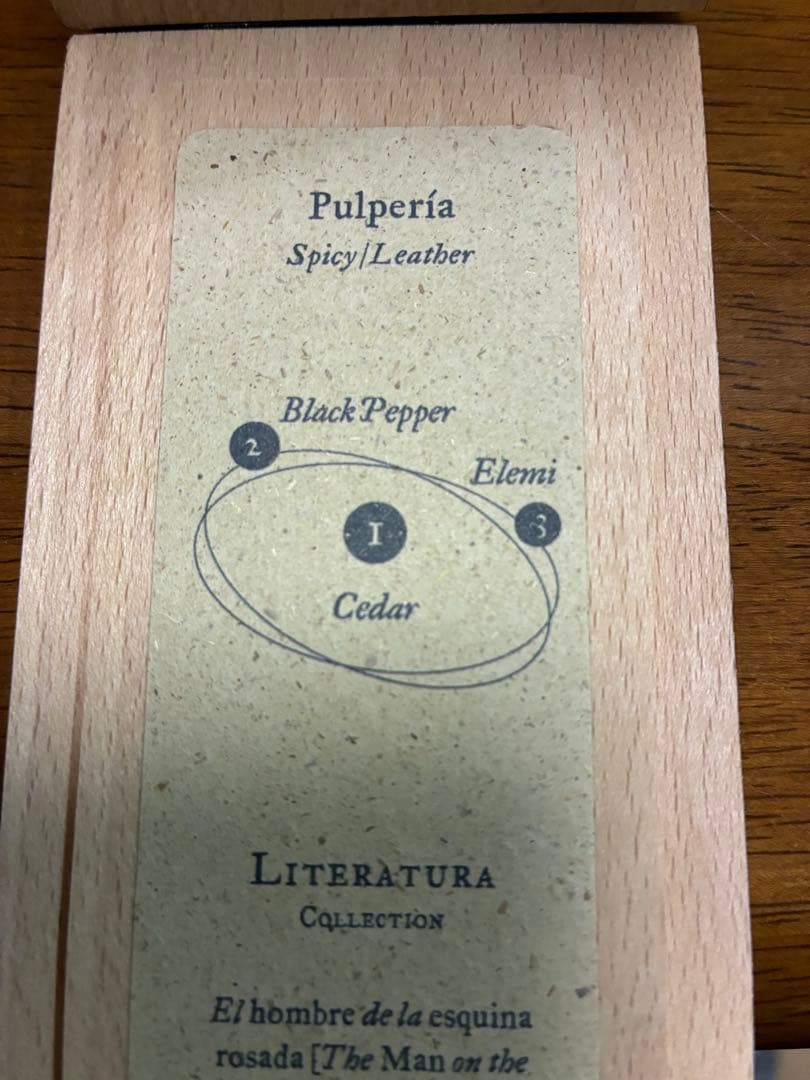 Pulpería
Spicy/Leather
Black Pepper
2
Elemi
3
1
Cedar
LITERATURA
COLLECTION
El hombre de la esquina
rosada [The Man on the